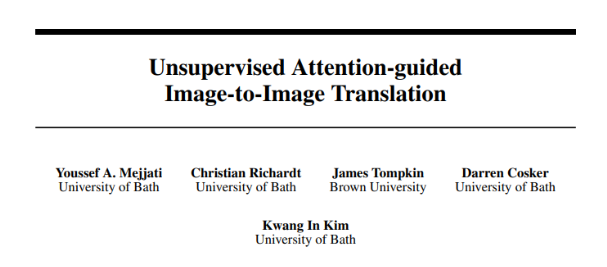 Unsupervised Attention-guided
Image-to-Image Translation
Youssef A. Mejjati Christian Richardt James Tompkin Darren Cosker
University of Bath University of Bath Brown University University of Bath
Kwang In Kim
University of Bath